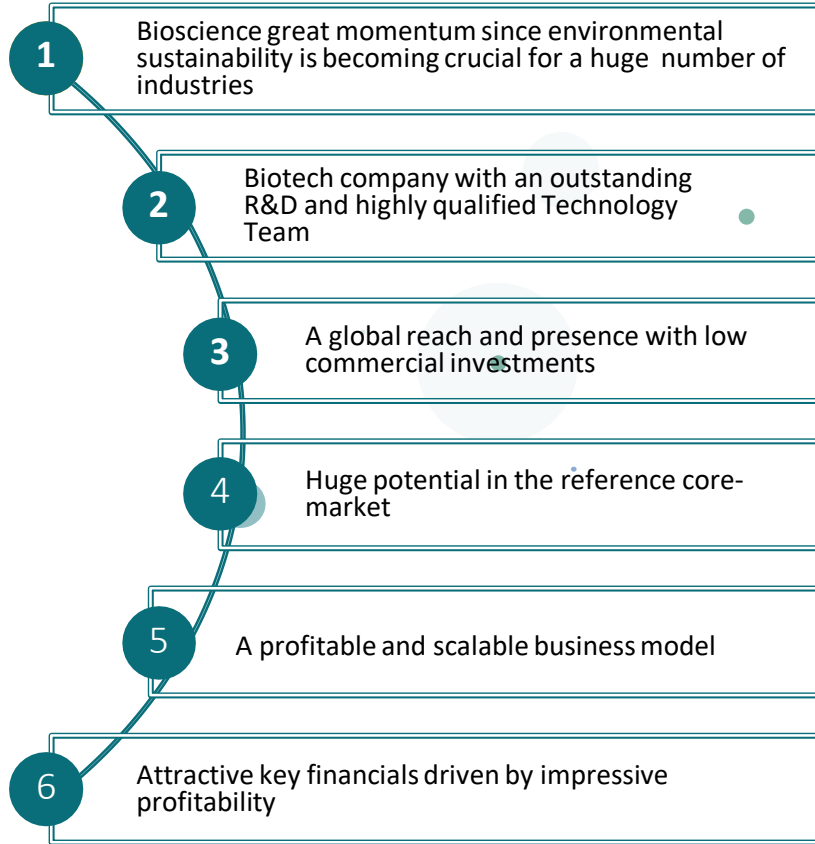 1
Bioscience great momentum since environmental
sustainability is becoming crucial for a huge number of
industries
2
Biotech company with an outstanding
R&D and highly qualified Technology
Team
3
A global reach and presence with low
commercial investments
4
Huge potential in the reference core-
market
5
A profitable and scalable business model
6
Attractive key financials driven by impressive
profitability